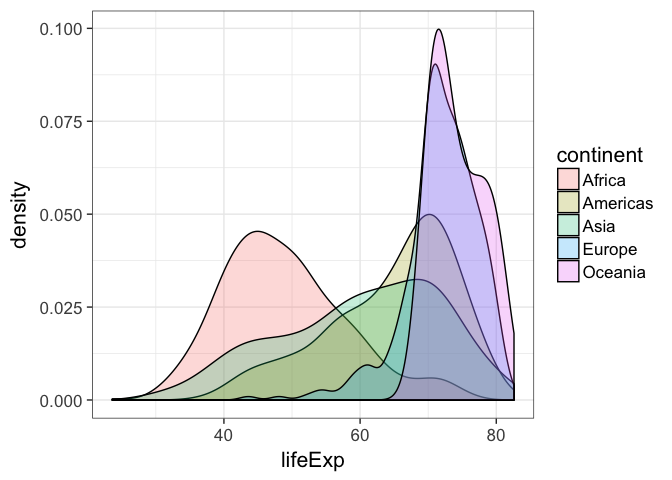 0.100
0.075
0.050
0.025
0.000
density
40 60 80
lifeExp
continent
Africa
Americas
Asia
Europe
Oceania